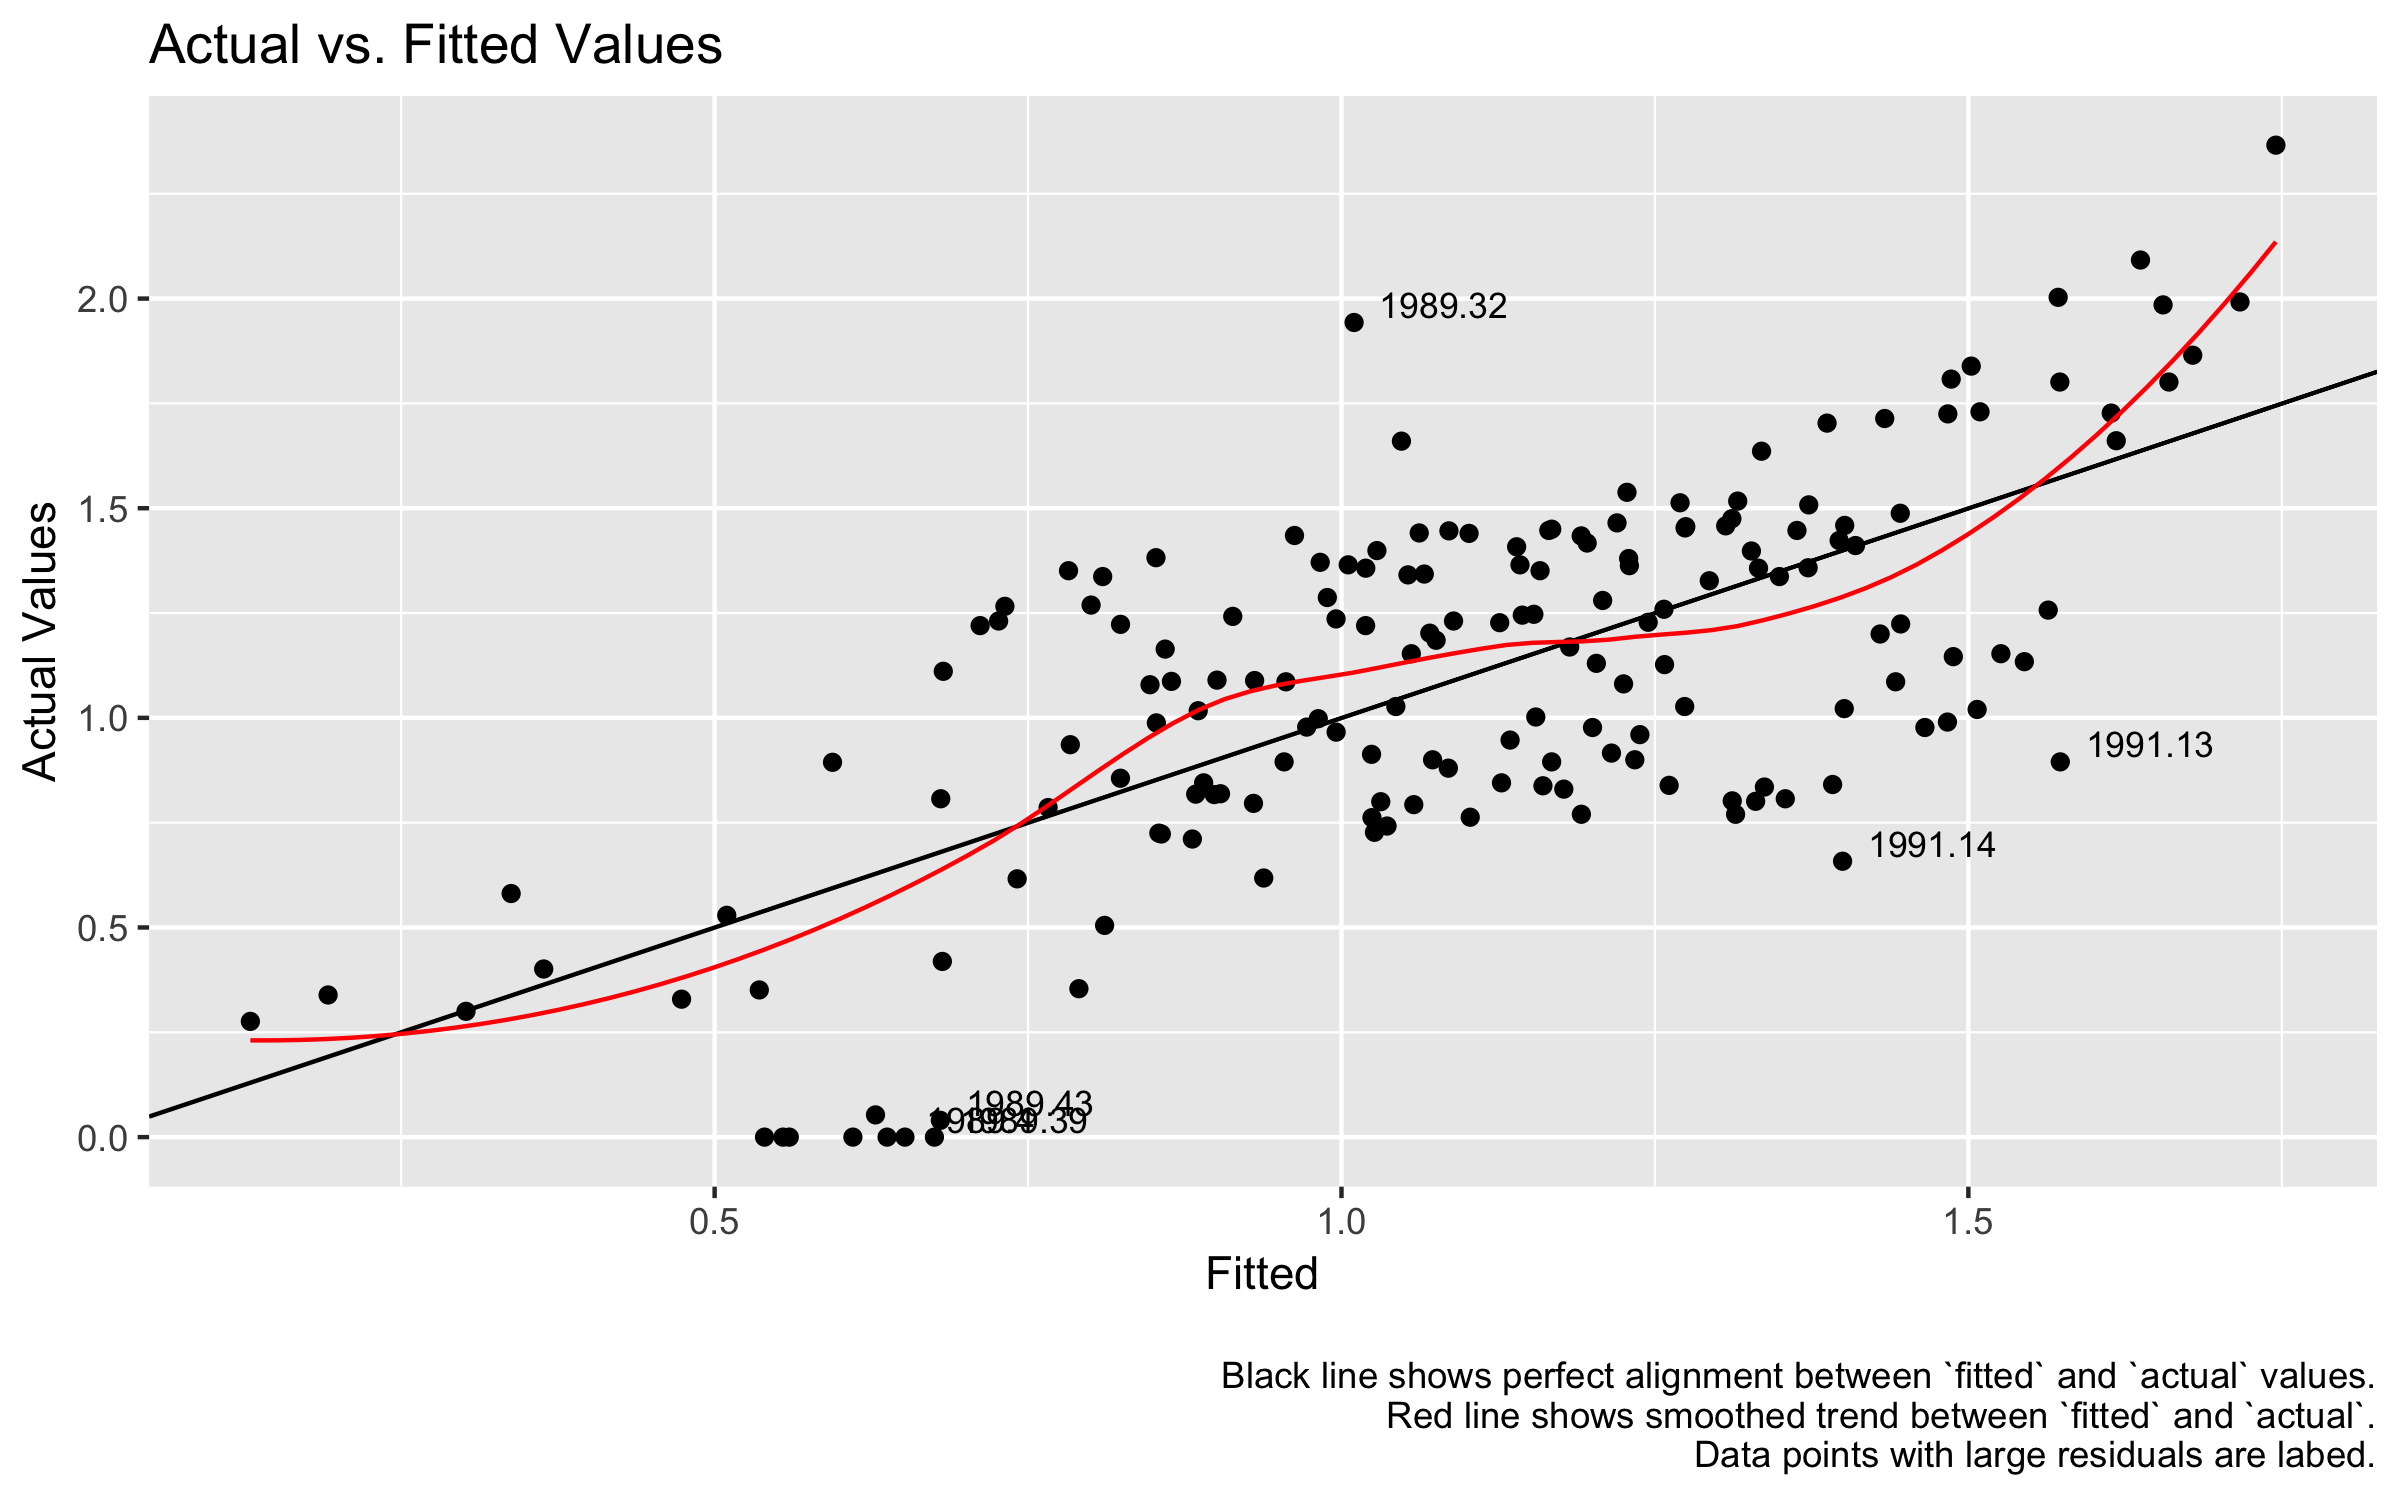 Actual vs. Fitted Values
Actual Values
2.0
1.5
1.0
0.5
0.0
1989.32
1991.13
1991.14
1989.43
1989.39
0.5
1.0
1.5
Fitted
Black line shows perfect alignment between `fitted` and `actual` values.
Red line shows smoothed trend between `fitted` and `actual`.
Data points with large residuals are labed.